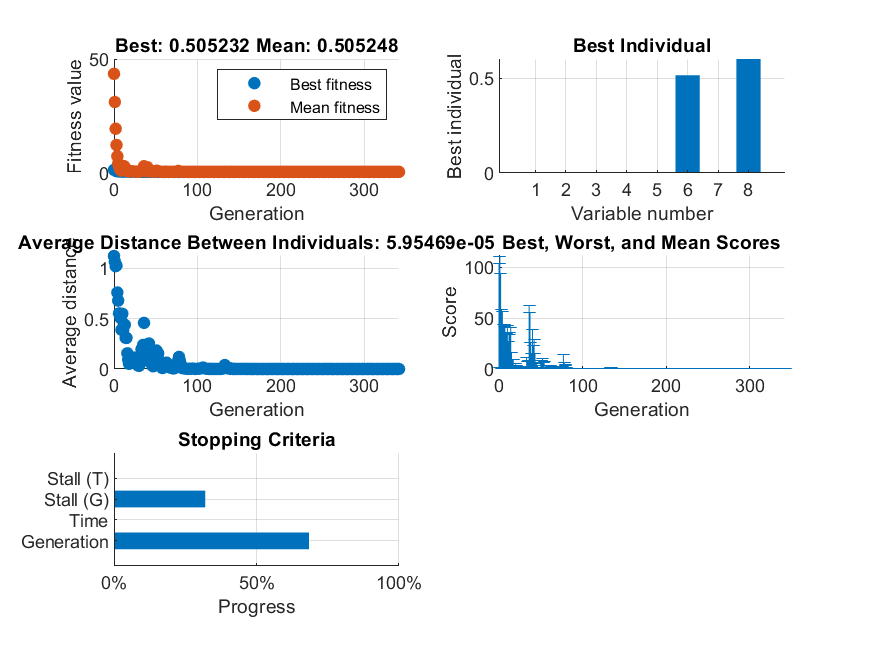 Best: 0.505232 Mean: 0.505248
Fitness value
50
0
Best fitness
Mean fitness
0 100 200 300
Generation
Best Individual
Best individual
0.5
0
1 2 3 4 5 6 7 8
Variable number
Average Distance Between Individuals: 5.95469e-05
Average distance
1
0.5
0
0 100 200 300
Generation
Best, Worst, and Mean Scores
Score
100
50
0
0 100 200 300
Generation
Stopping Criteria
Stall (T)
Stall (G)
Time
Generation
0% 50% 100%
Progress